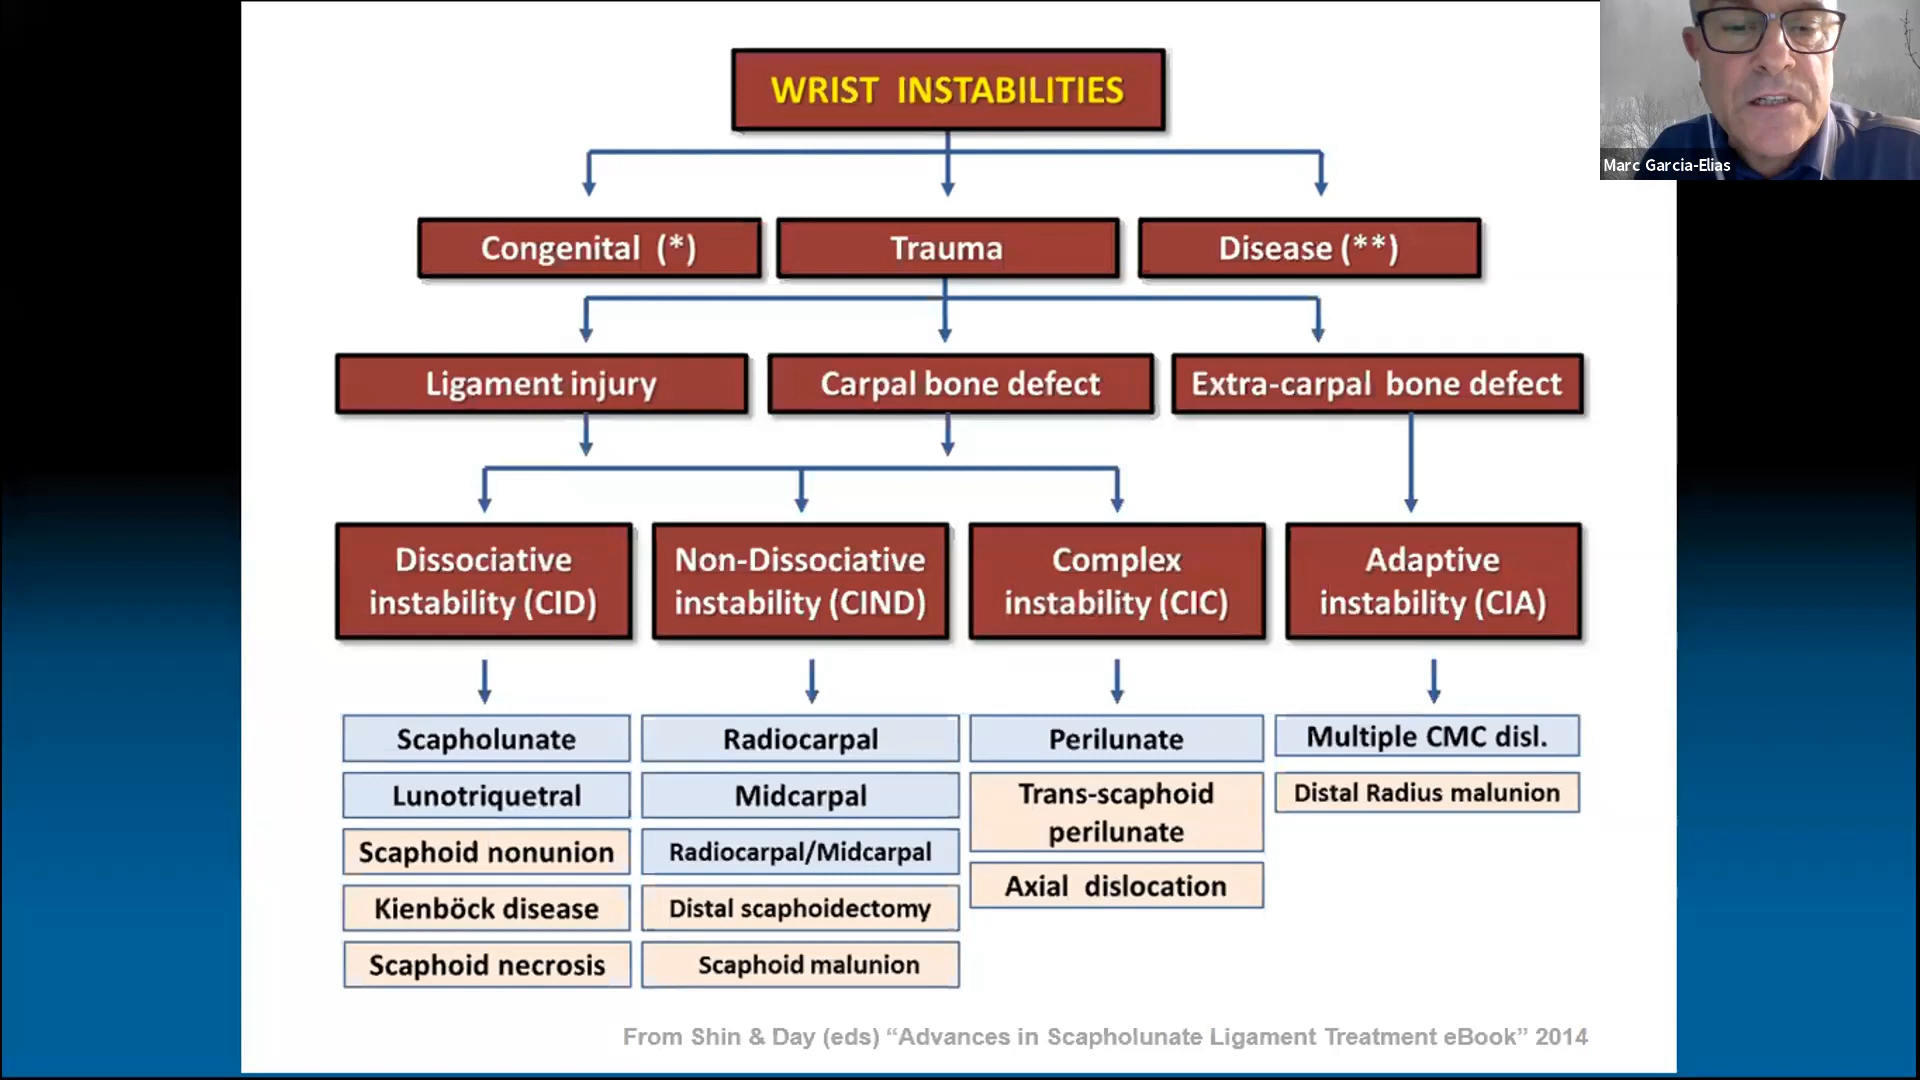 WRIST INSTABILITIES
Marc Garcia-Elias
Congenital (*)
Trauma
Disease (**)
Ligament injury
Carpal bone defect
Extra-carpal bone defect
Dissociative
instability (CID)
Non-Dissociative
instability (CIND)
Complex
instability (CIC)
Adaptive
instability (CIA)
Scapholunate
Lunotriquetral
Scaphoid nonunion
Kienböck disease
Scaphoid necrosis
Radiocarpal
Midcarpal
Radiocarpal/Midcarpal
Distal scaphoidectomy
Scaphoid malunion
Perilunate
Trans-scaphoid
perilunate
Axial dislocation
Multiple CMC disl.
Distal Radius malunion
From Shin & Day (eds) “Advances in Scapholunate Ligament Treatment eBook” 2014